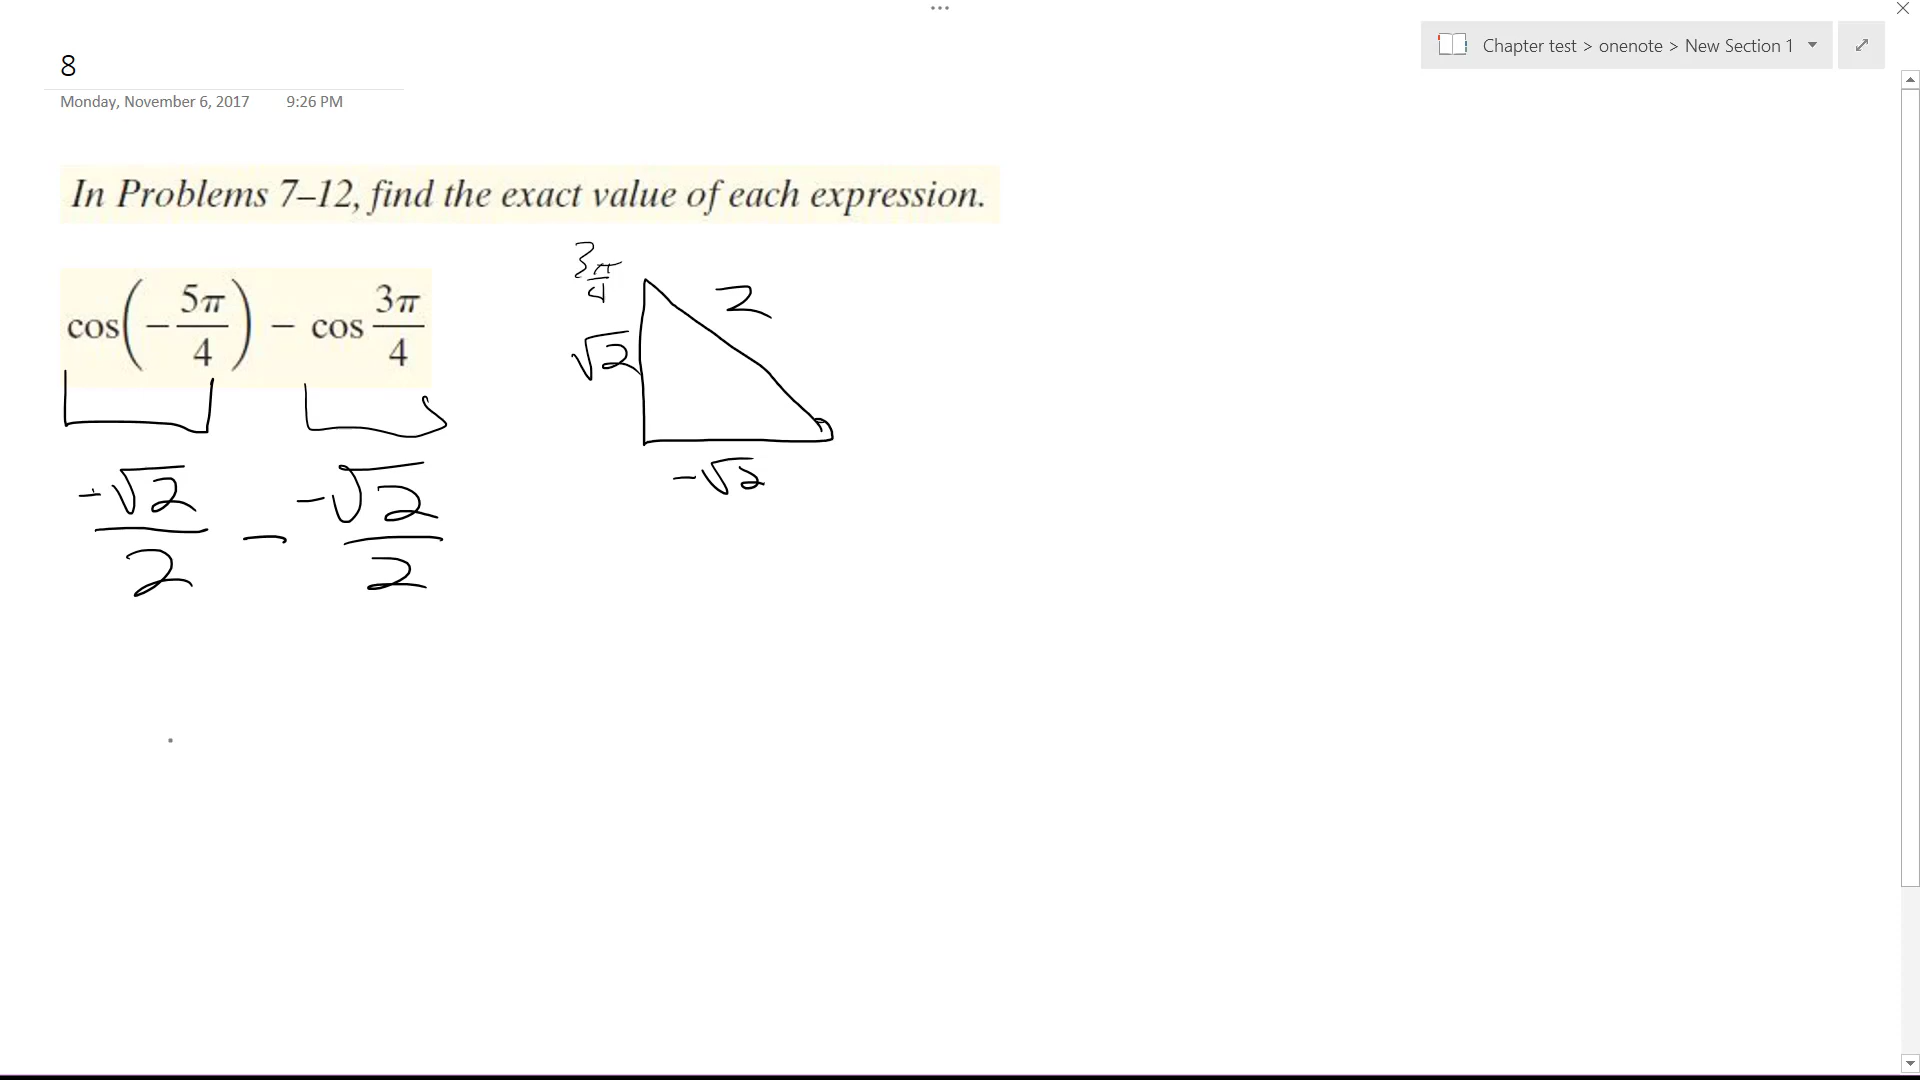 Chapter test > onenote > New Section 1
8
Monday, November 6, 2017 9:26 PM
In Problems 7–12, find the exact value of each expression.
cos(−5π/4) − cos 3π/4
3π/4
2
√2
−√2
−√2/2 − −√2/2